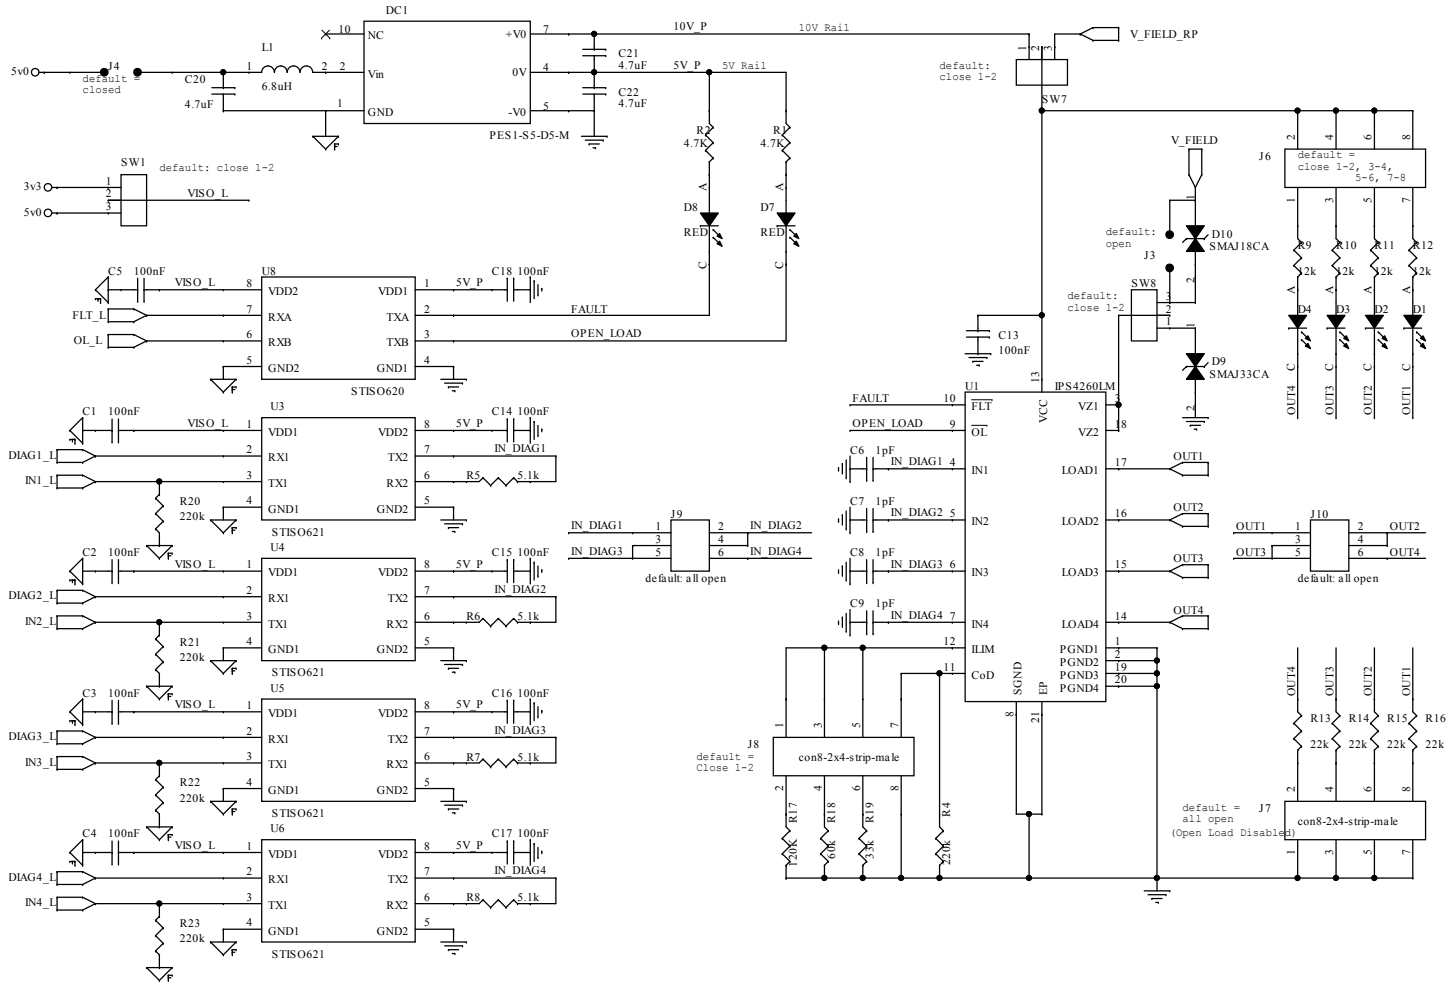 DC1
10 NC
+V0 7 10V_P 10V Rail
V_FIELD_RP
1 2 3
default:
close 1-2
SW7
L1
5v0
J4
default =
closed
C20
4.7uF
1 2
6.8uH
2 Vin
1 GND
0V 4
-V0 5
PES1-S5-D5-M
C21
4.7uF
C22
4.7uF
5V_P 5V Rail
R2
4.7K
R1
4.7K
A A
D8
RED
D7
RED
C C
SW1
default: close 1-2
3v3
5v0
1
2
3
VISO_L
V_FIELD
1
default:
open
D10
SMAJ18CA
J3
2
SW8
default:
close 1-2
3
2
1
1
D9
SMAJ33CA
2
J6
2 4 6 8
default =
close 1-2, 3-4,
5-6, 7-8
1 3 5 7
R9 R10 R11 R12
12k 12k 12k 12k
A A A A
D4 D3 D2 D1
C C C C
OUT4 OUT3 OUT2 OUT1
C5 100nF VISO_L
U8
8 VDD2 VDD1 1 5V_P
C18 100nF
FLT_L 7 RXA TXA 2 FAULT
OL_L 6 RXB TXB 3 OPEN_LOAD
5 GND2 GND1 4
STISO620
C13
100nF
U1
IPS4260LM
13
VCC
FAULT 10 FLT
OPEN_LOAD 9 OL
C6 1pF IN_DIAG1 4 IN1
C7 1pF IN_DIAG2 5 IN2
C8 1pF IN_DIAG3 6 IN3
C9 1pF IN_DIAG4 7 IN4
12 ILIM
11 CoD
SGND EP
8 21
VZ1 3
VZ2 18
LOAD1 17 OUT1
LOAD2 16 OUT2
LOAD3 15 OUT3
LOAD4 14 OUT4
PGND1 1
PGND2 2
PGND3 19
PGND4 20
C1 100nF VISO_L
U3
1 VDD1 VDD2 8 5V_P
C14 100nF
DIAG1_L 2 RX1 TX2 7 IN_DIAG1
IN1_L 3 TX1 RX2 6 R5 5.1k
R20
220k
4 GND1 GND2 5
STISO621
C2 100nF VISO_L
U4
1 VDD1 VDD2 8 5V_P
C15 100nF
DIAG2_L 2 RX1 TX2 7 IN_DIAG2
IN2_L 3 TX1 RX2 6 R6 5.1k
R21
220k
4 GND1 GND2 5
STISO621
C3 100nF VISO_L
U5
1 VDD1 VDD2 8 5V_P
C16 100nF
DIAG3_L 2 RX1 TX2 7 IN_DIAG3
IN3_L 3 TX1 RX2 6 R7 5.1k
R22
220k
4 GND1 GND2 5
STISO621
C4 100nF VISO_L
U6
1 VDD1 VDD2 8 5V_P
C17 100nF
DIAG4_L 2 RX1 TX2 7 IN_DIAG4
IN4_L 3 TX1 RX2 6 R8 5.1k
R23
220k
4 GND1 GND2 5
STISO621
F F F F F F F F F F F F F F F F
J9
IN_DIAG1 1 2 IN_DIAG2
3 4
IN_DIAG3 5 6 IN_DIAG4
default: all open
J10
OUT1 1 2 OUT2
3 4
OUT3 5 6 OUT4
default: all open
1 3 5 7
J8
default =
Close 1-2
con8-2x4-strip-male
2 4 6 8
R17 R18 R19 R4
120K 60k 33k 220k
OUT4 OUT3 OUT2 OUT1
R13 R14 R15 R16
22k 22k 22k 22k
2 4 6 8
default =
all open
(Open Load Disabled)
J7
con8-2x4-strip-male
1 3 5 7